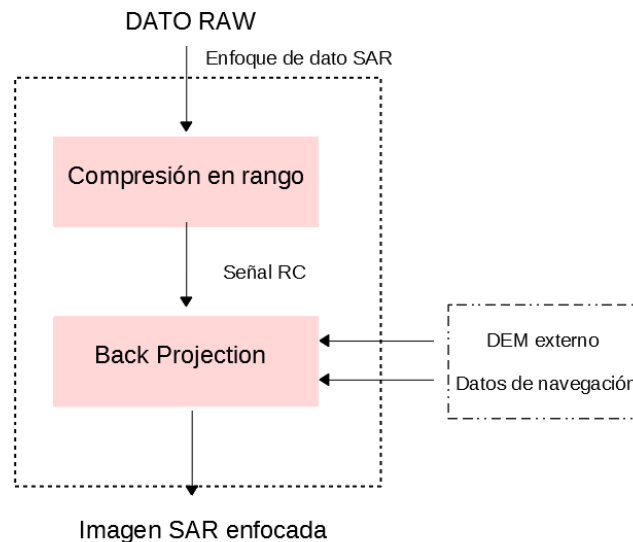 DATO RAW
Enfoque de dato SAR
Compresión en rango
Señal RC
Back Projection
DEM externo
Datos de navegación
Imagen SAR enfocada